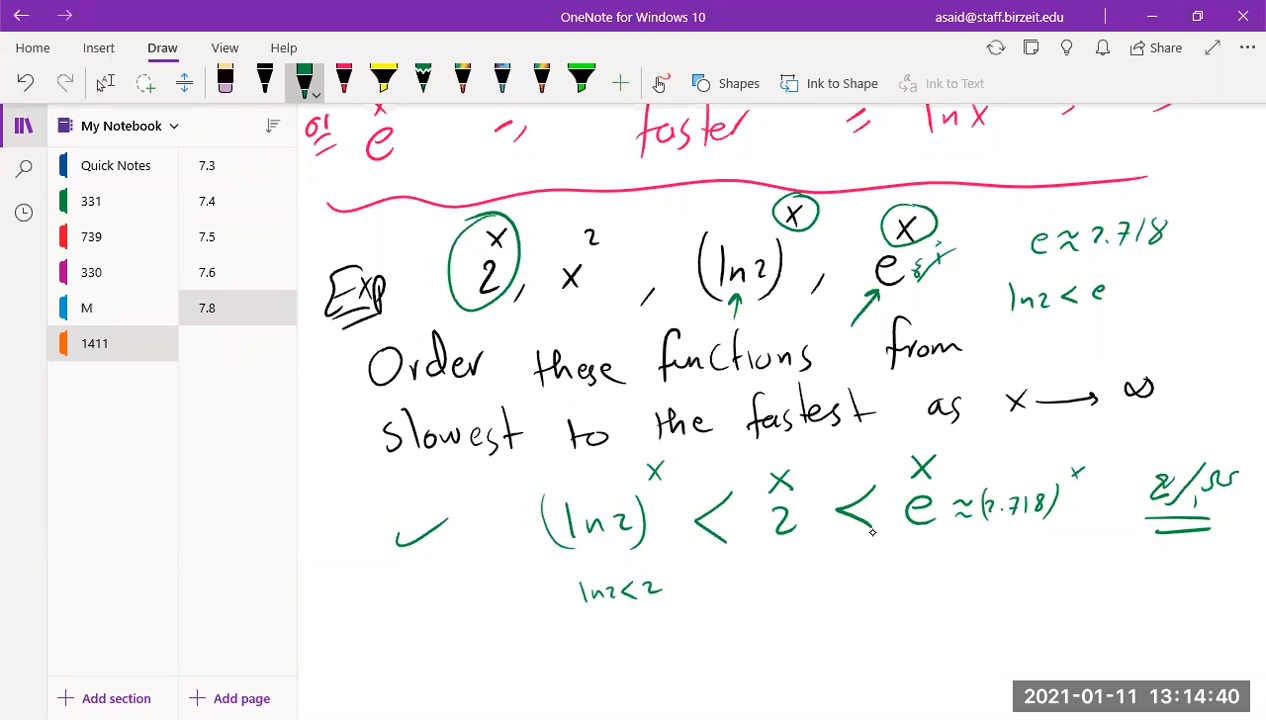 OneNote for Windows 10
asaid@staff.birzeit.edu
Home Insert Draw View Help
Share
Shapes
Ink to Shape
Ink to Text
My Notebook
Quick Notes
331
739
330
M
1411
7.3
7.4
7.5
7.6
7.8
Add section
Add page
e^x = faster = ln x
Exp 2^x, x^2, (ln2)^x, e^x
e ≈ 2.718
ln2 < e
Order these functions from
slowest to the fastest as x → ∞
(ln2)^x < 2^x < e^x ≈ (2.718)^x
ln2 < 2
2021-01-11 13:14:40